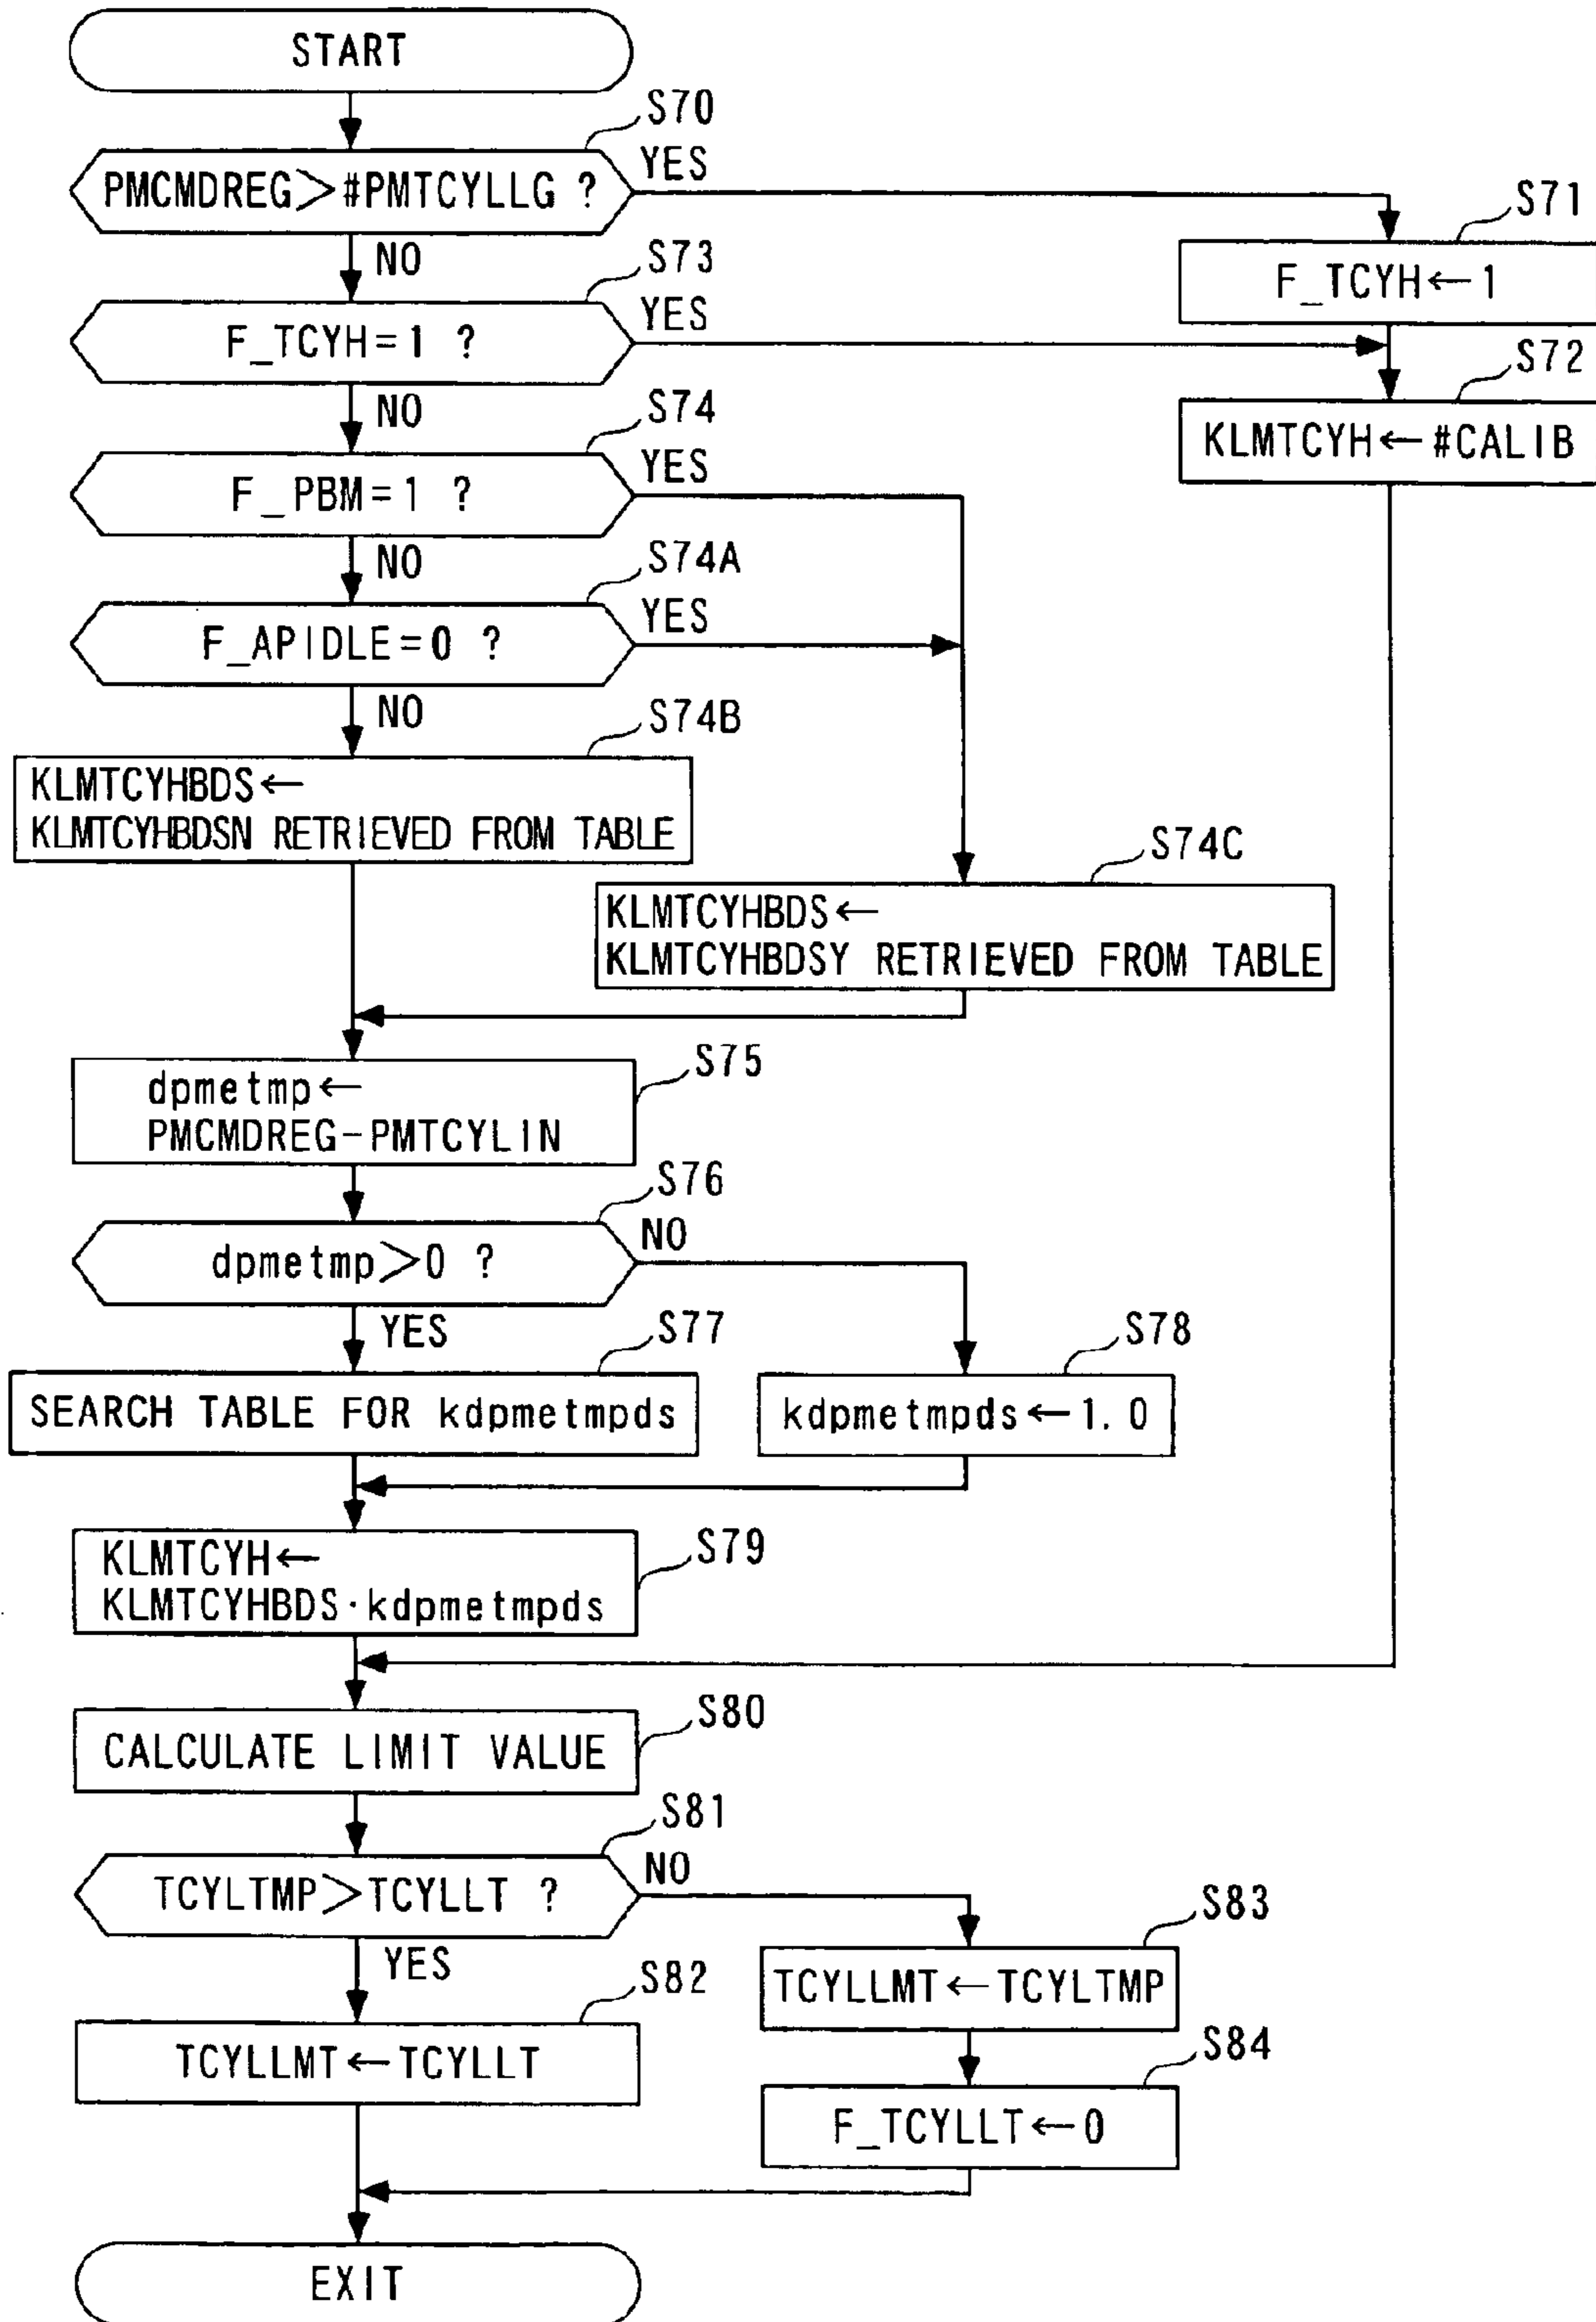 START
S70
PMCMDREG>#PMTCYLLG ?
YES
S71
F_TCYH←1
NO
S73
F_TCYH=1 ?
YES
S72
KLMTCYH←#CALIB
NO
S74
F_PBM=1 ?
YES
NO
S74A
F_APIDLE=0 ?
YES
NO
S74B
KLMTCYHBDS←
KLMTCYHBDSN RETRIEVED FROM TABLE
S74C
KLMTCYHBDS←
KLMTCYHBDSY RETRIEVED FROM TABLE
S75
dpmetmp←
PMCMDREG-PMTCYLIN
S76
dpmetmp>0 ?
NO
YES
S77
SEARCH TABLE FOR kdpmetmpds
S78
kdpmetmpds←1.0
S79
KLMTCYH←
KLMTCYHBDS·kdpmetmpds
S80
CALCULATE LIMIT VALUE
S81
TCYLTMP>TCYLLT ?
NO
YES
S82
TCYLLMT←TCYLLT
S83
TCYLLMT←TCYLTMP
S84
F_TCYLLT←0
EXIT